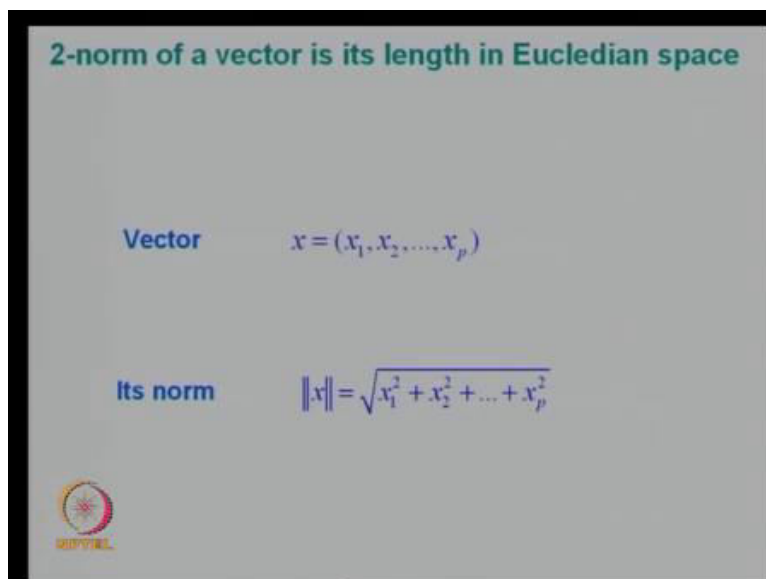 2-norm of a vector is its length in Eucledian space
Vector x = (x₁, x₂, ..., xₚ)
Its norm ‖x‖ = √(x₁² + x₂² + ... + xₚ²)
NPTEL